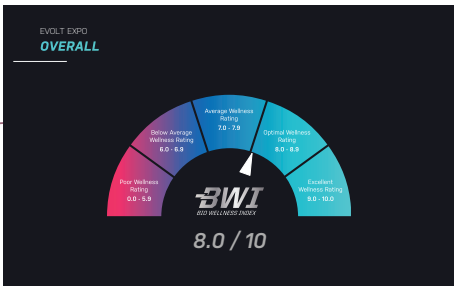 EVOLT EXPO
OVERALL
Average Wellness
Rating
7.0 - 7.9
Below Average
Wellness Rating
6.0 - 6.9
Optimal Wellness
Rating
8.0 - 8.9
Poor Wellness
Rating
0.0 - 5.9
Excellent
Wellness Rating
9.0 - 10.0
BWI
BIO WELLNESS INDEX
8.0 / 10